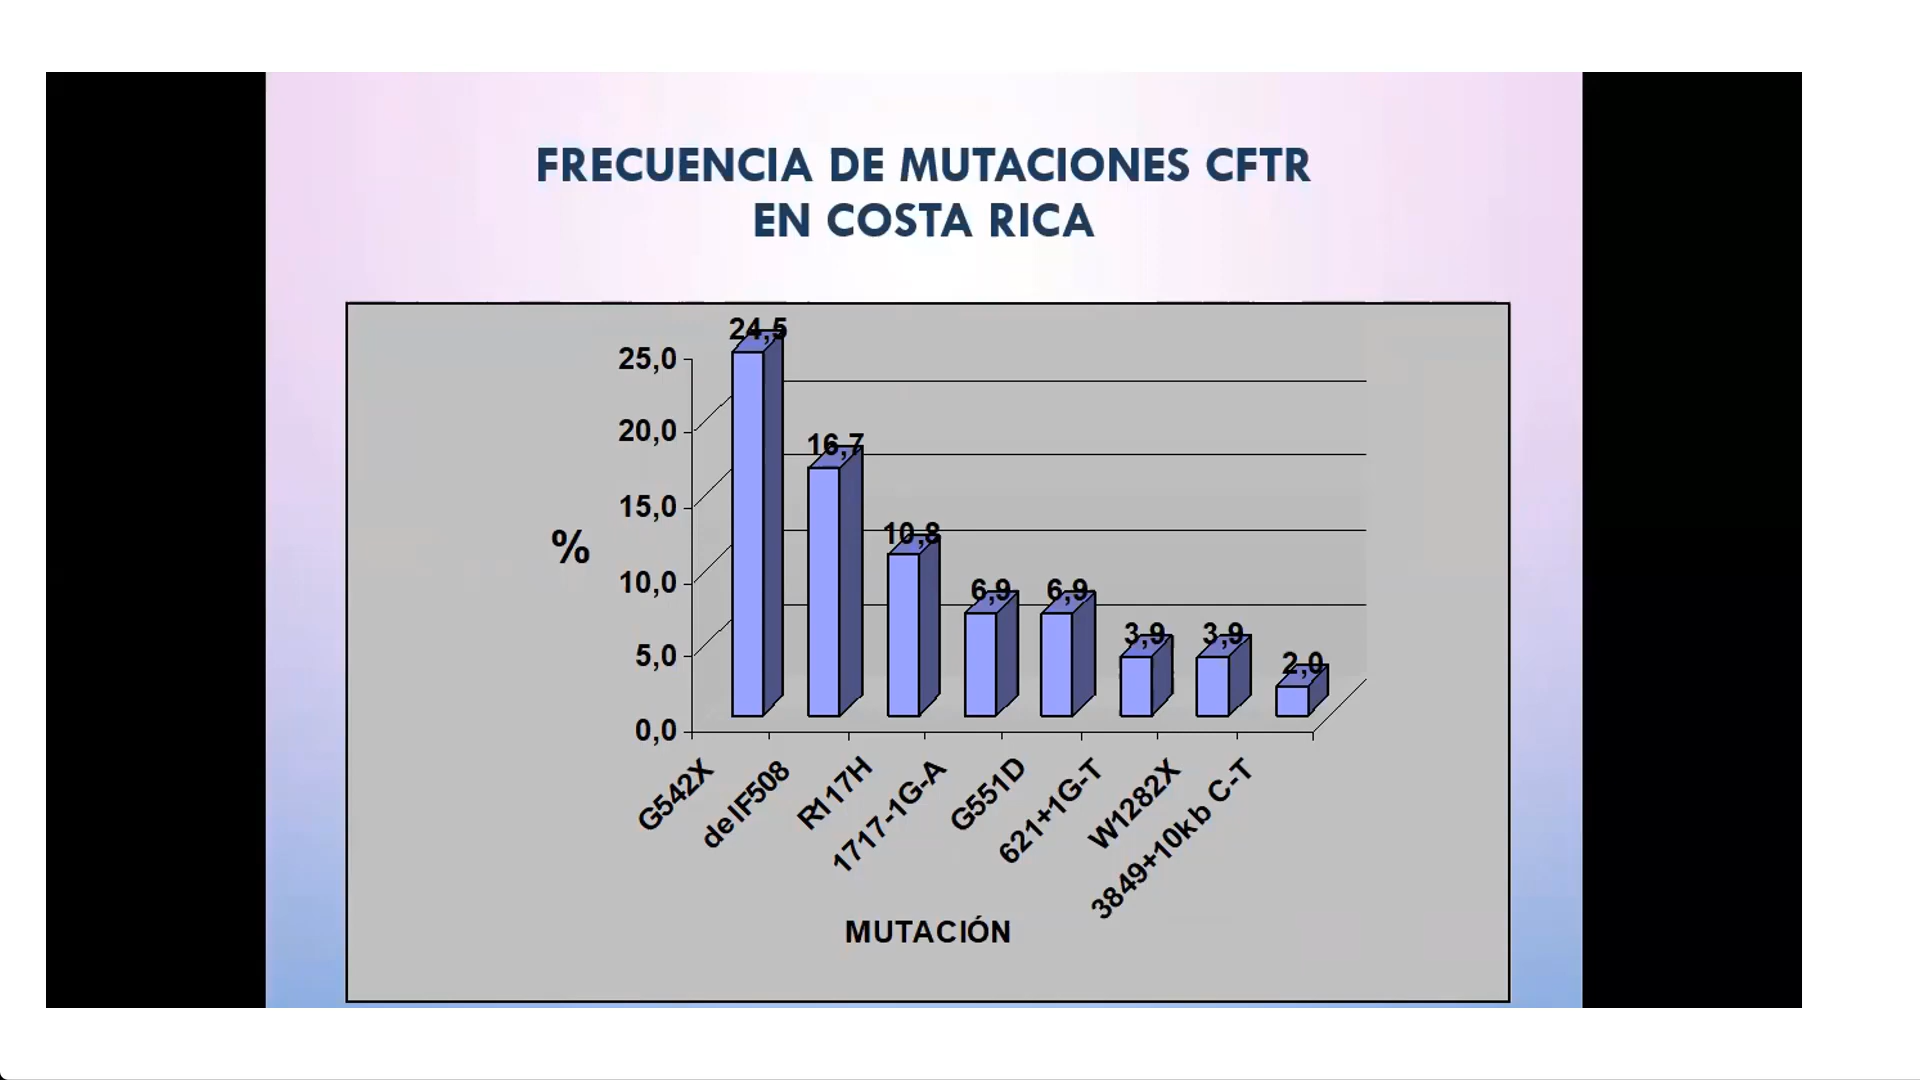 FRECUENCIA DE MUTACIONES CFTR
EN COSTA RICA
24,5
25,0
16,7
20,0
10,8
15,0
%
6,9
6,9
10,0
3,9
3,9
5,0
2,0
0,0
G542X
delF508
R117H
1717-1G-A
G551D
621+1G-T
W1282X
3849+10kb C-T
MUTACIÓN